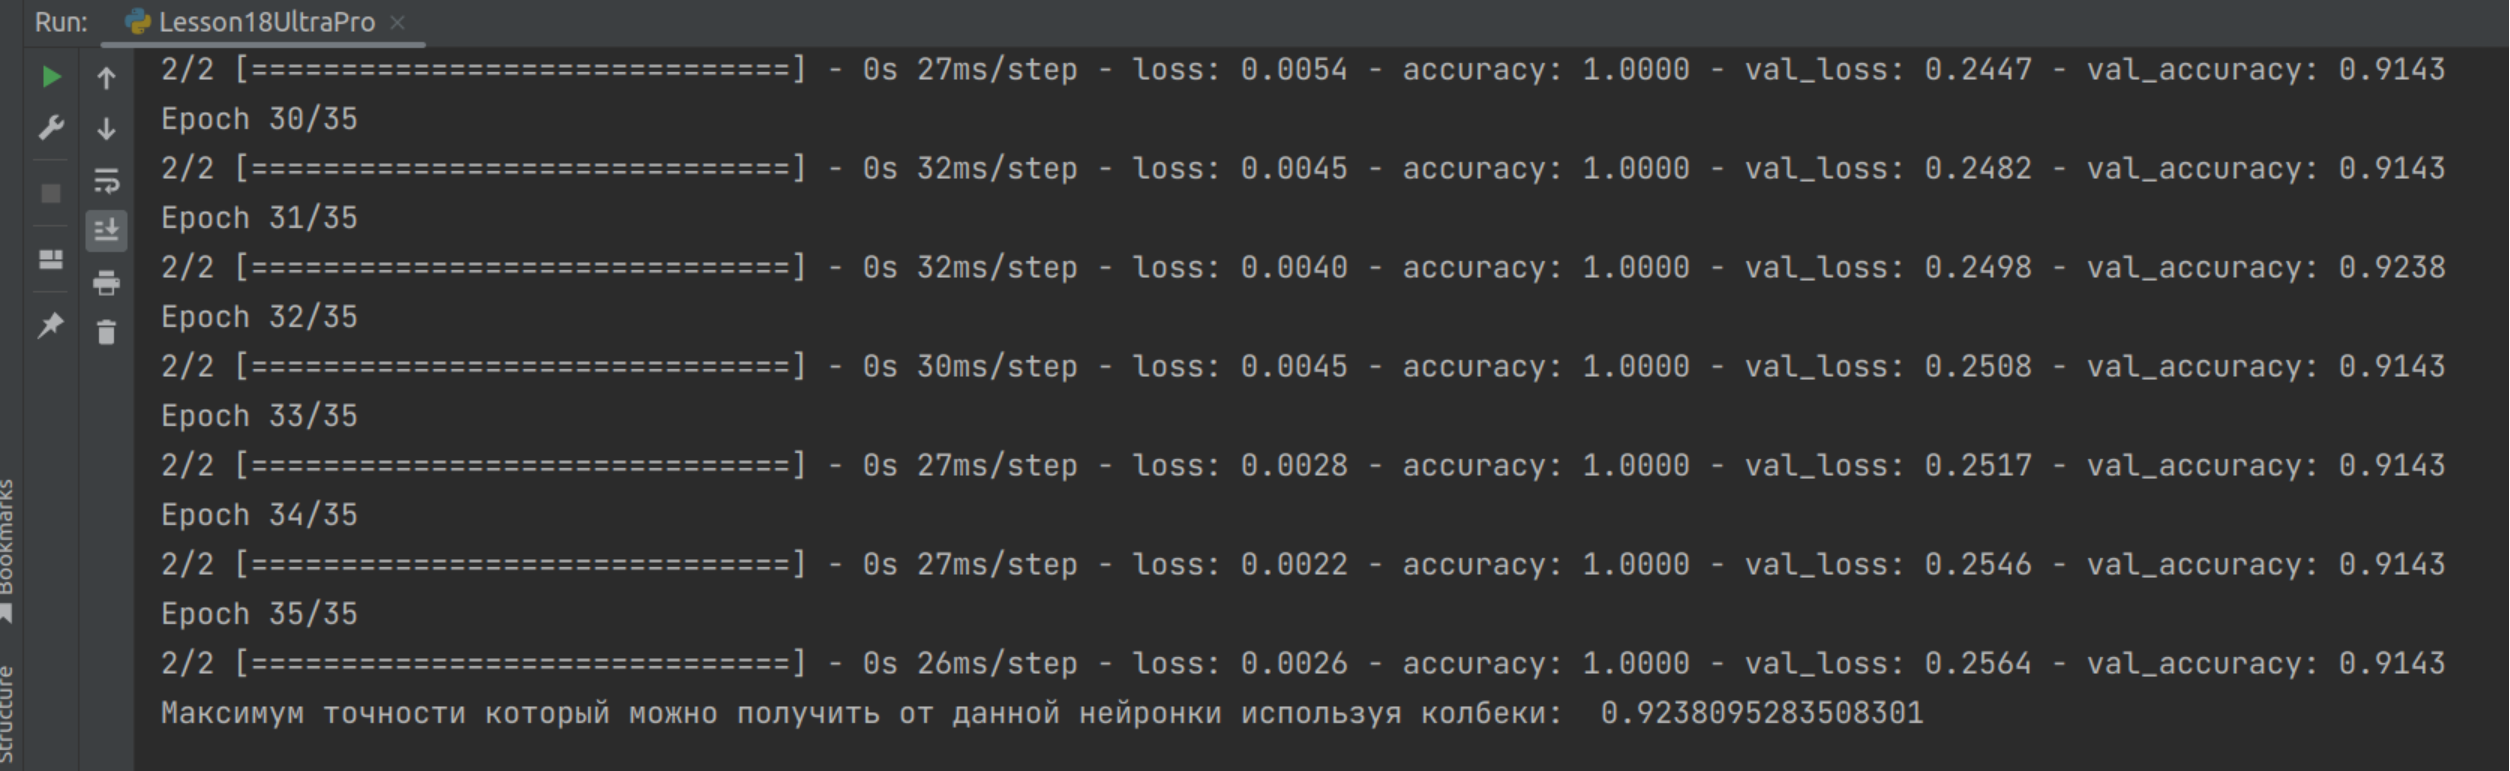 Run: Lesson18UltraPro
2/2 [==============================] - 0s 27ms/step - loss: 0.0054 - accuracy: 1.0000 - val_loss: 0.2447 - val_accuracy: 0.9143
Epoch 30/35
2/2 [==============================] - 0s 32ms/step - loss: 0.0045 - accuracy: 1.0000 - val_loss: 0.2482 - val_accuracy: 0.9143
Epoch 31/35
2/2 [==============================] - 0s 32ms/step - loss: 0.0040 - accuracy: 1.0000 - val_loss: 0.2498 - val_accuracy: 0.9238
Epoch 32/35
2/2 [==============================] - 0s 30ms/step - loss: 0.0045 - accuracy: 1.0000 - val_loss: 0.2508 - val_accuracy: 0.9143
Epoch 33/35
2/2 [==============================] - 0s 27ms/step - loss: 0.0028 - accuracy: 1.0000 - val_loss: 0.2517 - val_accuracy: 0.9143
Epoch 34/35
2/2 [==============================] - 0s 27ms/step - loss: 0.0022 - accuracy: 1.0000 - val_loss: 0.2546 - val_accuracy: 0.9143
Epoch 35/35
2/2 [==============================] - 0s 26ms/step - loss: 0.0026 - accuracy: 1.0000 - val_loss: 0.2564 - val_accuracy: 0.9143
Максимум точности который можно получить от данной нейронки используя колбеки:  0.9238095283508301
Bookmarks
Structure